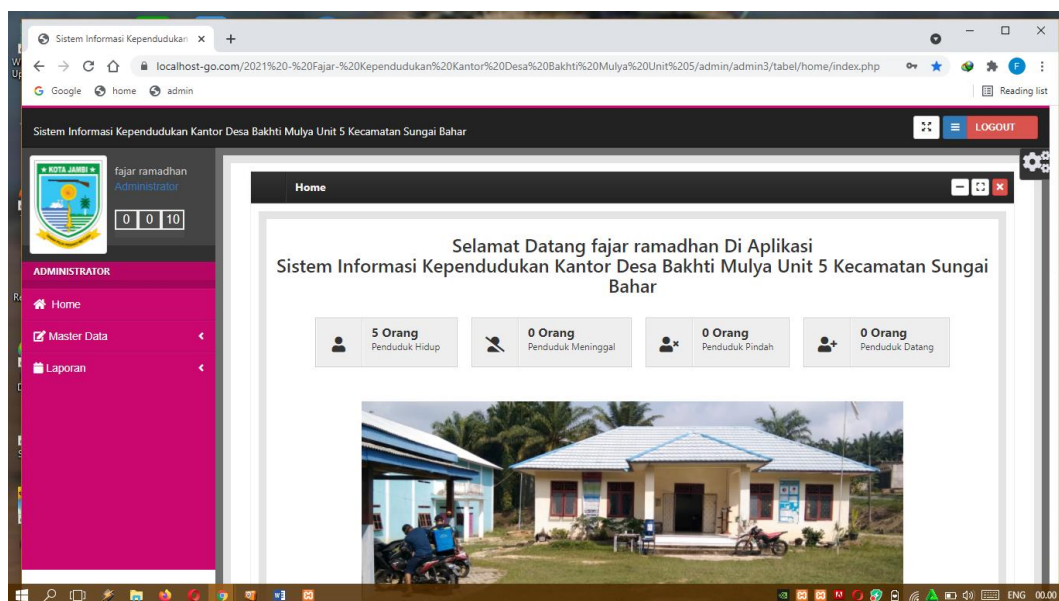 Sistem Informasi Kependudukan
localhost-go.com/2021%20-%20Fajar-%20Kependudukan%20Kantor%20Desa%20Bakhti%20Mulya%20Unit%205/admin/admin3/tabel/home/index.php
F
G Google home admin
Reading list
Sistem Informasi Kependudukan Kantor Desa Bakhti Mulya Unit 5 Kecamatan Sungai Bahar
LOGOUT
KOTA JAMBI
fajar ramadhan
Administrator
0 0 10
Home
Selamat Datang fajar ramadhan Di Aplikasi
Sistem Informasi Kependudukan Kantor Desa Bakhti Mulya Unit 5 Kecamatan Sungai
Bahar
ADMINISTRATOR
Home
Master Data
Laporan
5 Orang
Penduduk Hidup
0 Orang
Penduduk Meninggal
0 Orang
Penduduk Pindah
0 Orang
Penduduk Datang
ENG 00.00